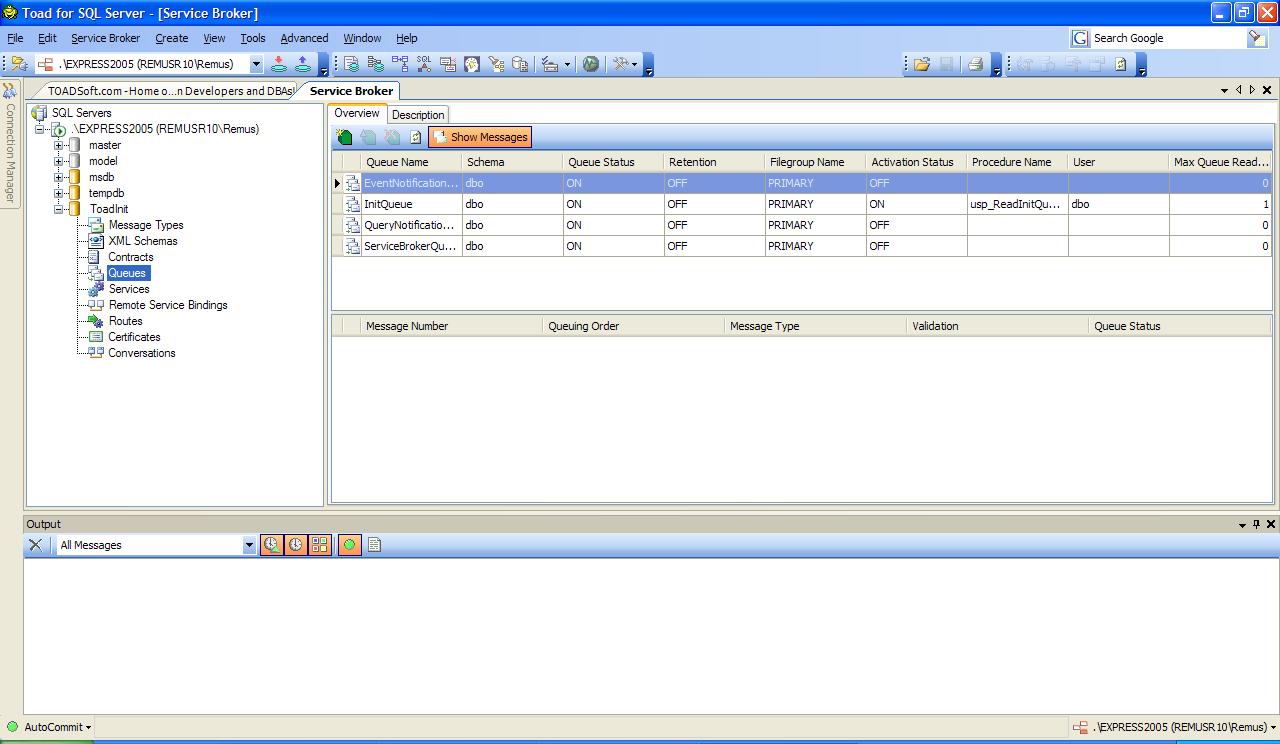 Toad for SQL Server - [Service Broker]
File Edit Service Broker Create View Tools Advanced Window Help
Search Google
.\EXPRESS2005 (REMUSR10\Remus)
Connection Manager
TOADSoft.com - Home o...n Developers and DBAs!
Service Broker
SQL Servers
.\EXPRESS2005 (REMUSR10\Remus)
master
model
msdb
tempdb
ToadInit
Message Types
XML Schemas
Contracts
Queues
Services
Remote Service Bindings
Routes
Certificates
Conversations
Overview Description
Show Messages
Queue Name Schema Queue Status Retention Filegroup Name Activation Status Procedure Name User Max Queue Read...
EventNotification... dbo ON OFF PRIMARY OFF 0
InitQueue dbo ON OFF PRIMARY ON usp_ReadInitQu... dbo 1
QueryNotificatio... dbo ON OFF PRIMARY OFF 0
ServiceBrokerQu... dbo ON OFF PRIMARY OFF 0
Message Number Queuing Order Message Type Validation Queue Status
Output
All Messages
AutoCommit
.\EXPRESS2005 (REMUSR10\Remus)